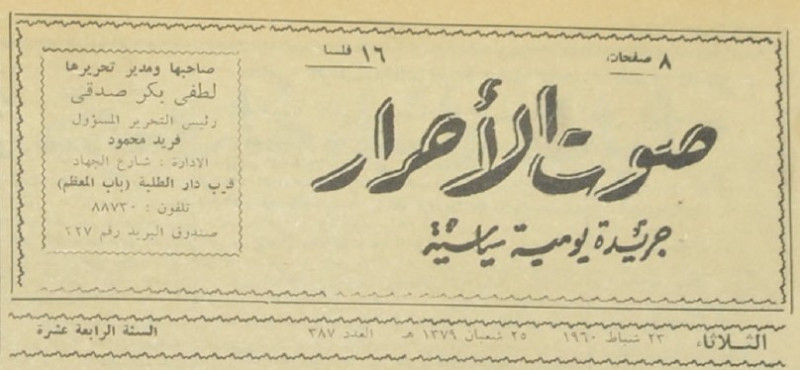 ٨ صفحات
١٦ فلسا
صوت الأحرار
جريدة يومية سياسية
صاحبها ومدير تحريرها
لطفي بكر صدقي
رئيس التحرير المسؤول
فريد محمود
الادارة : شارع الجهاد
قرب دار الطلبة (باب المعظم)
تلفون : ٨٨٧٣٠
صندوق البريد رقم ٢٢٧
الثلاثاء ٢٣ شباط ١٩٦٠ ٢٥ شعبان ١٣٧٩ هـ العدد ٣٨٧ السنة الرابعة عشرة